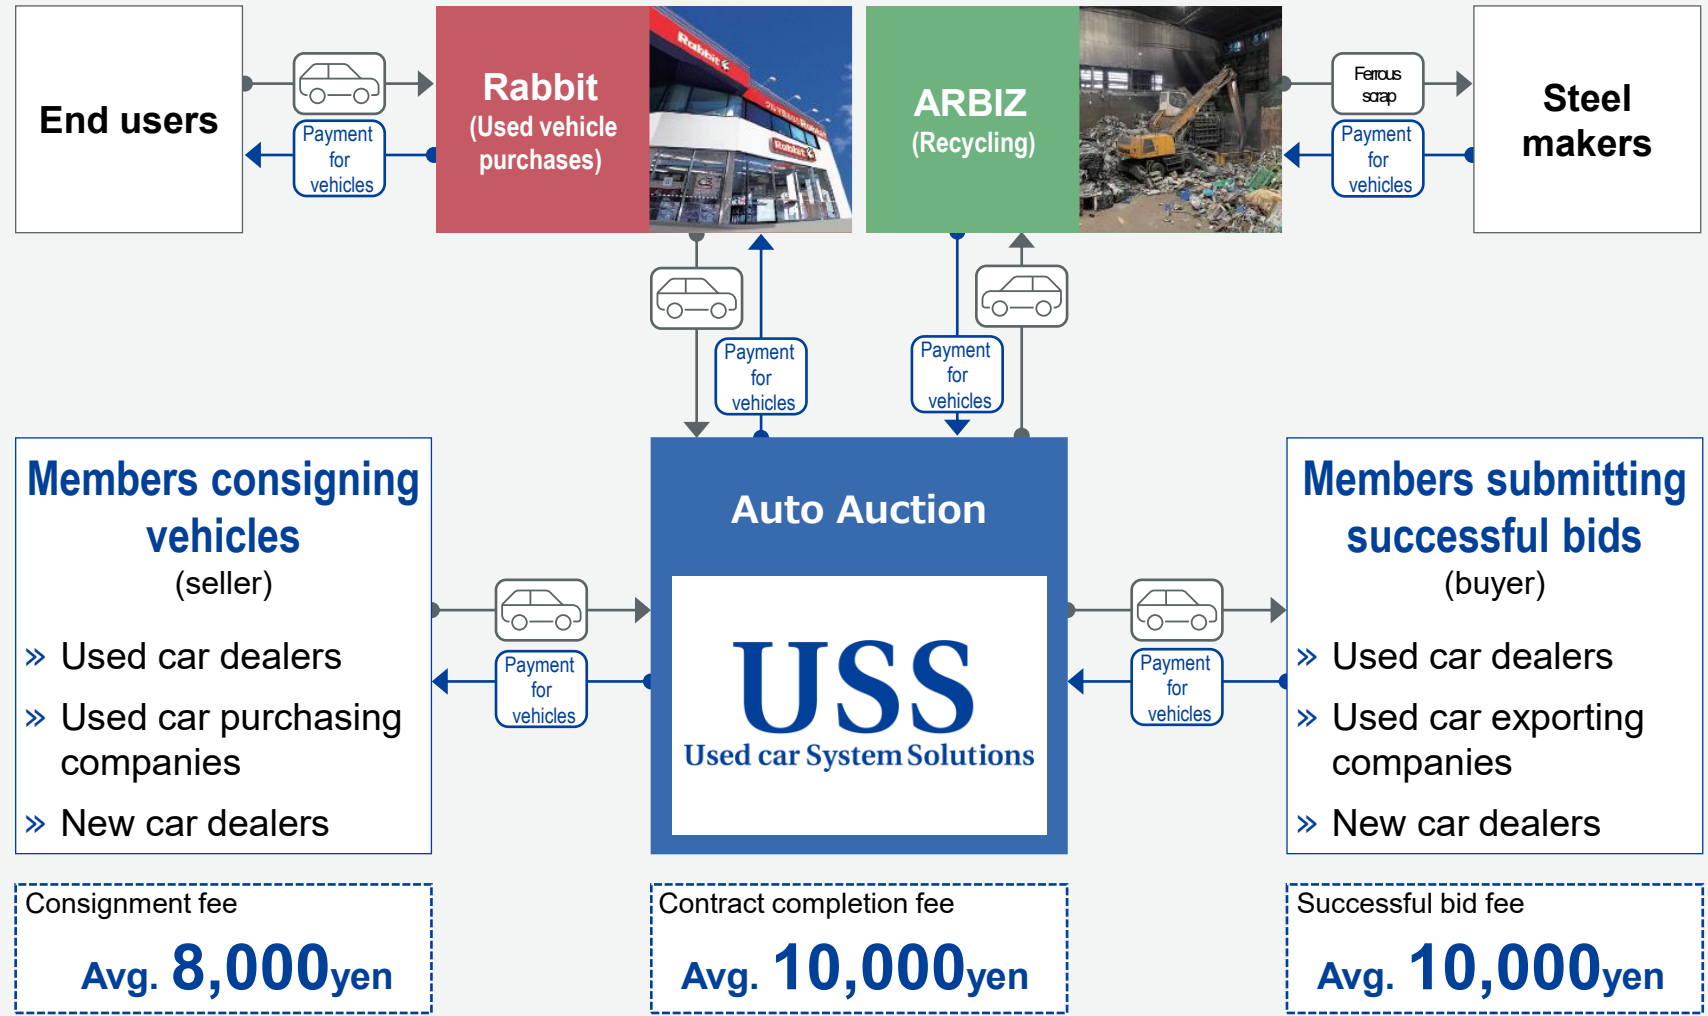 End users
Payment
for
vehicles
Rabbit
(Used vehicle
purchases)
Rabbit
Rabbit
ARBIZ
(Recycling)
Ferrous
scrap
Payment
for
vehicles
Steel
makers
Payment
for
vehicles
Payment
for
vehicles
Members consigning
vehicles
(seller)
» Used car dealers
» Used car purchasing
companies
» New car dealers
Payment
for
vehicles
Auto Auction
USS
Used car System Solutions
Payment
for
vehicles
Members submitting
successful bids
(buyer)
» Used car dealers
» Used car exporting
companies
» New car dealers
Consignment fee
Avg. 8,000yen
Contract completion fee
Avg. 10,000yen
Successful bid fee
Avg. 10,000yen